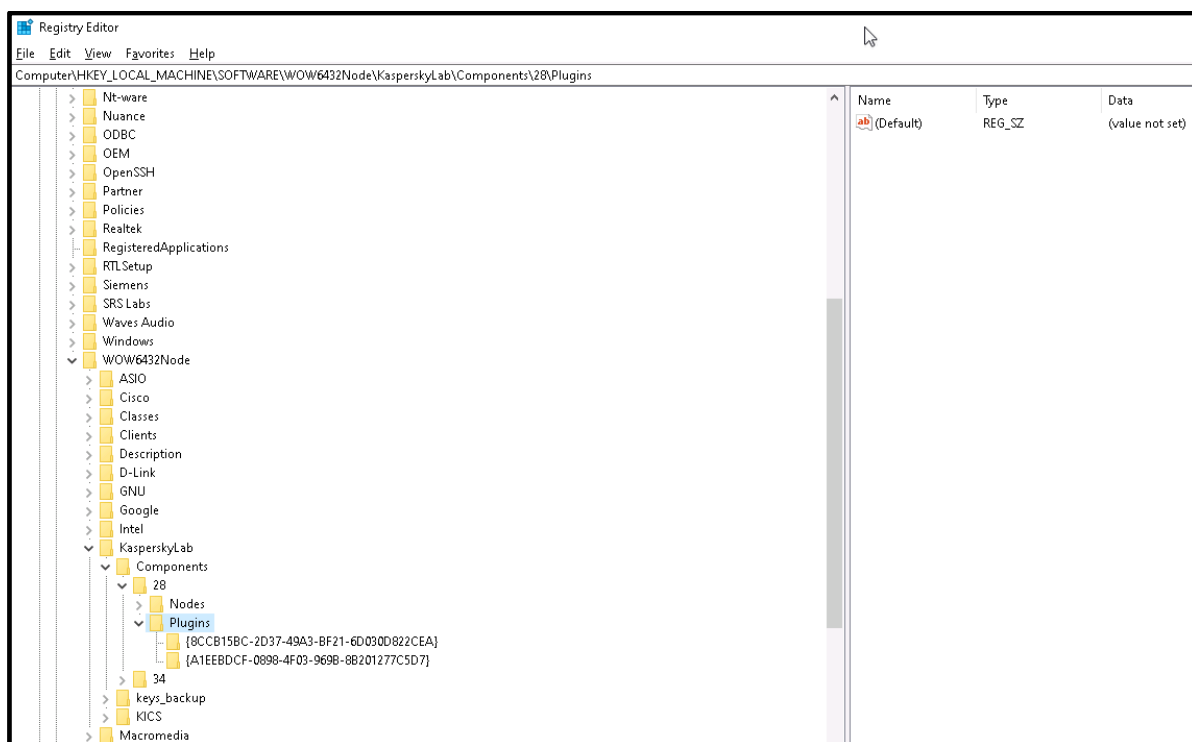 Registry Editor
File Edit View Favorites Help
Computer\HKEY_LOCAL_MACHINE\SOFTWARE\WOW6432Node\KasperskyLab\Components\28\Plugins
Nt-ware
Nuance
ODBC
OEM
OpenSSH
Partner
Policies
Realtek
RegisteredApplications
RTLSetup
Siemens
SRS Labs
Waves Audio
Windows
WOW6432Node
ASIO
Cisco
Classes
Clients
Description
D-Link
GNU
Google
Intel
KasperskyLab
Components
28
Nodes
Plugins
{8CCB15BC-2D37-49A3-BF21-6D030D822CEA}
{A1EEBDCF-0898-4F03-969B-8B201277C5D7}
34
keys_backup
KICS
Macromedia
Name Type Data
ab (Default) REG_SZ (value not set)